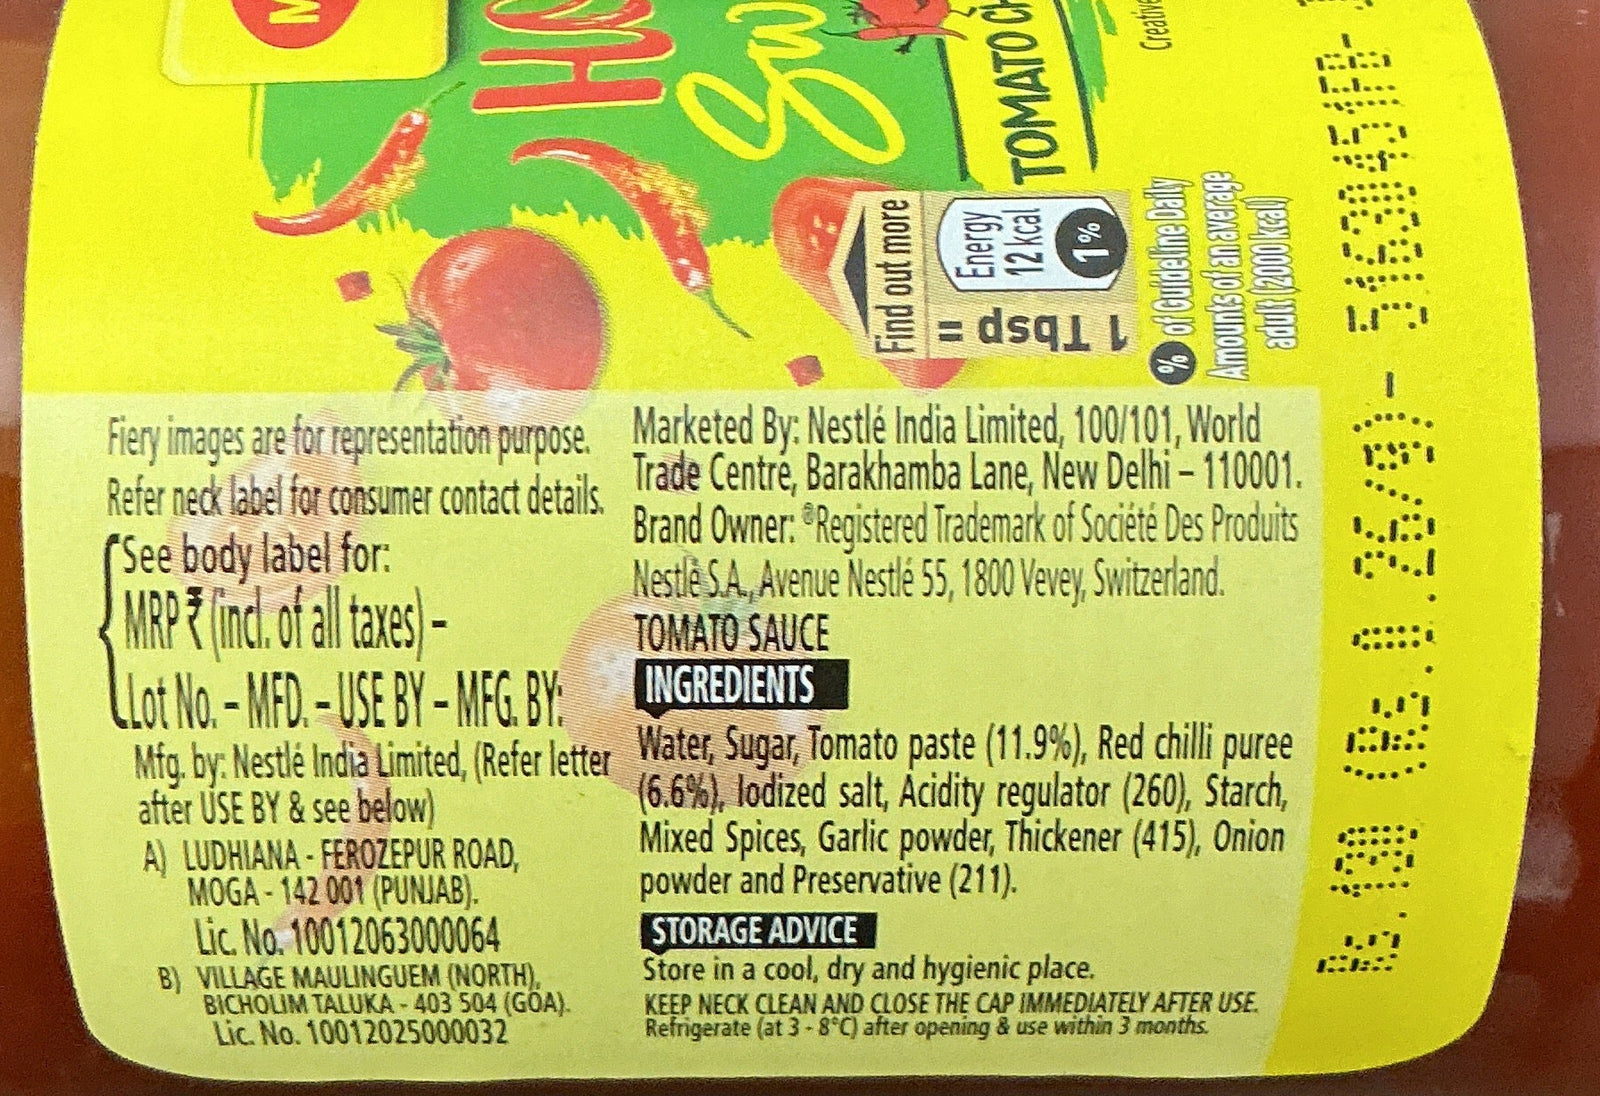 Fiery images are for representation purpose.
Refer neck label for consumer contact details.
See body label for:
MRP ₹ (incl. of all taxes) –
Lot No. – MFD. – USE BY – MFG. BY:
Mfg. by: Nestlé India Limited, (Refer letter
after USE BY & see below)
A) LUDHIANA - FEROZEPUR ROAD,
MOGA - 142 001 (PUNJAB).
Lic. No. 10012063000064
B) VILLAGE MAULINGUEM (NORTH),
BICHOLIM TALUKA - 403 504 (GOA).
Lic. No. 10012025000032
Marketed By: Nestlé India Limited, 100/101, World
Trade Centre, Barakhamba Lane, New Delhi – 110001.
Brand Owner: ®Registered Trademark of Société Des Produits
Nestlé S.A., Avenue Nestlé 55, 1800 Vevey, Switzerland.
TOMATO SAUCE
INGREDIENTS
Water, Sugar, Tomato paste (11.9%), Red chilli puree
(6.6%), Iodized salt, Acidity regulator (260), Starch,
Mixed Spices, Garlic powder, Thickener (415), Onion
powder and Preservative (211).
STORAGE ADVICE
Store in a cool, dry and hygienic place.
KEEP NECK CLEAN AND CLOSE THE CAP IMMEDIATELY AFTER USE.
Refrigerate (at 3 - 8°C) after opening & use within 3 months.
TOMATO
Find out more
1 Tbsp =
Energy
12 kcal
1%
% of Guideline Daily
Amounts of an average
adult (2000 kcal)
Rs. 190 (Rs. 0.26/g)-